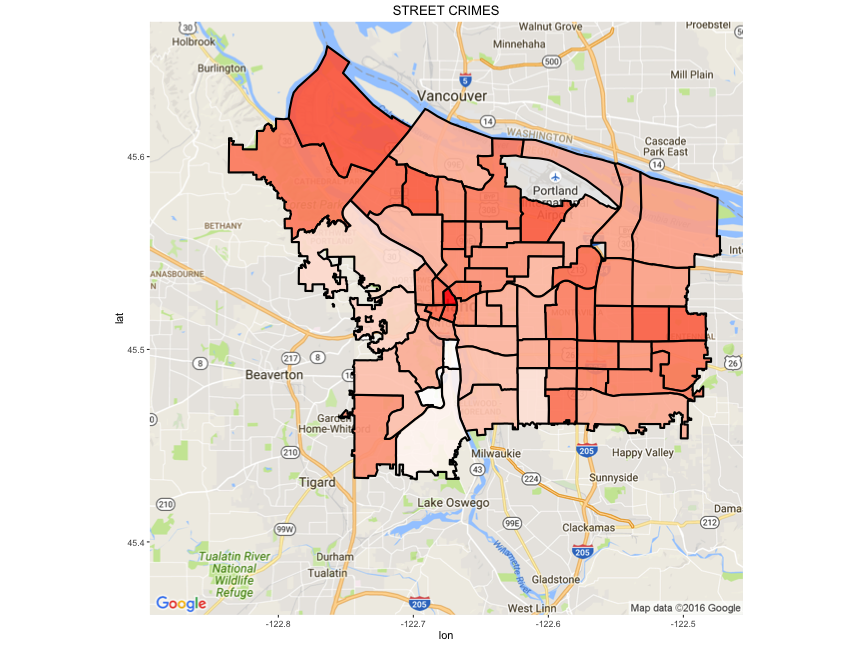 STREET CRIMES
30
Holbrook
Burlington
Walnut Grove
Minnehaha
Proebstel
500
5
Mill Plain
Vancouver
14
WASHINGTON
Cascade
Park East
14
45.6
Portland
BETHANY
ANASBOURNE
N
lat
45.5
8
217
8
Beaverton
26
Garden
Home-Whitford
210
Milwaukie
205
Happy Valley
43
Tigard
224
Sunnyside
210
Lake Oswego
Dama
99W
99E
212
Clackamas
45.4
205
Tualatin River
National
Wildlife
Refuge
Durham
Tualatin
Willamette River
Gladstone
Google
205
West Linn
Map data ©2016 Google
-122.8
-122.7
-122.6
-122.5
lon